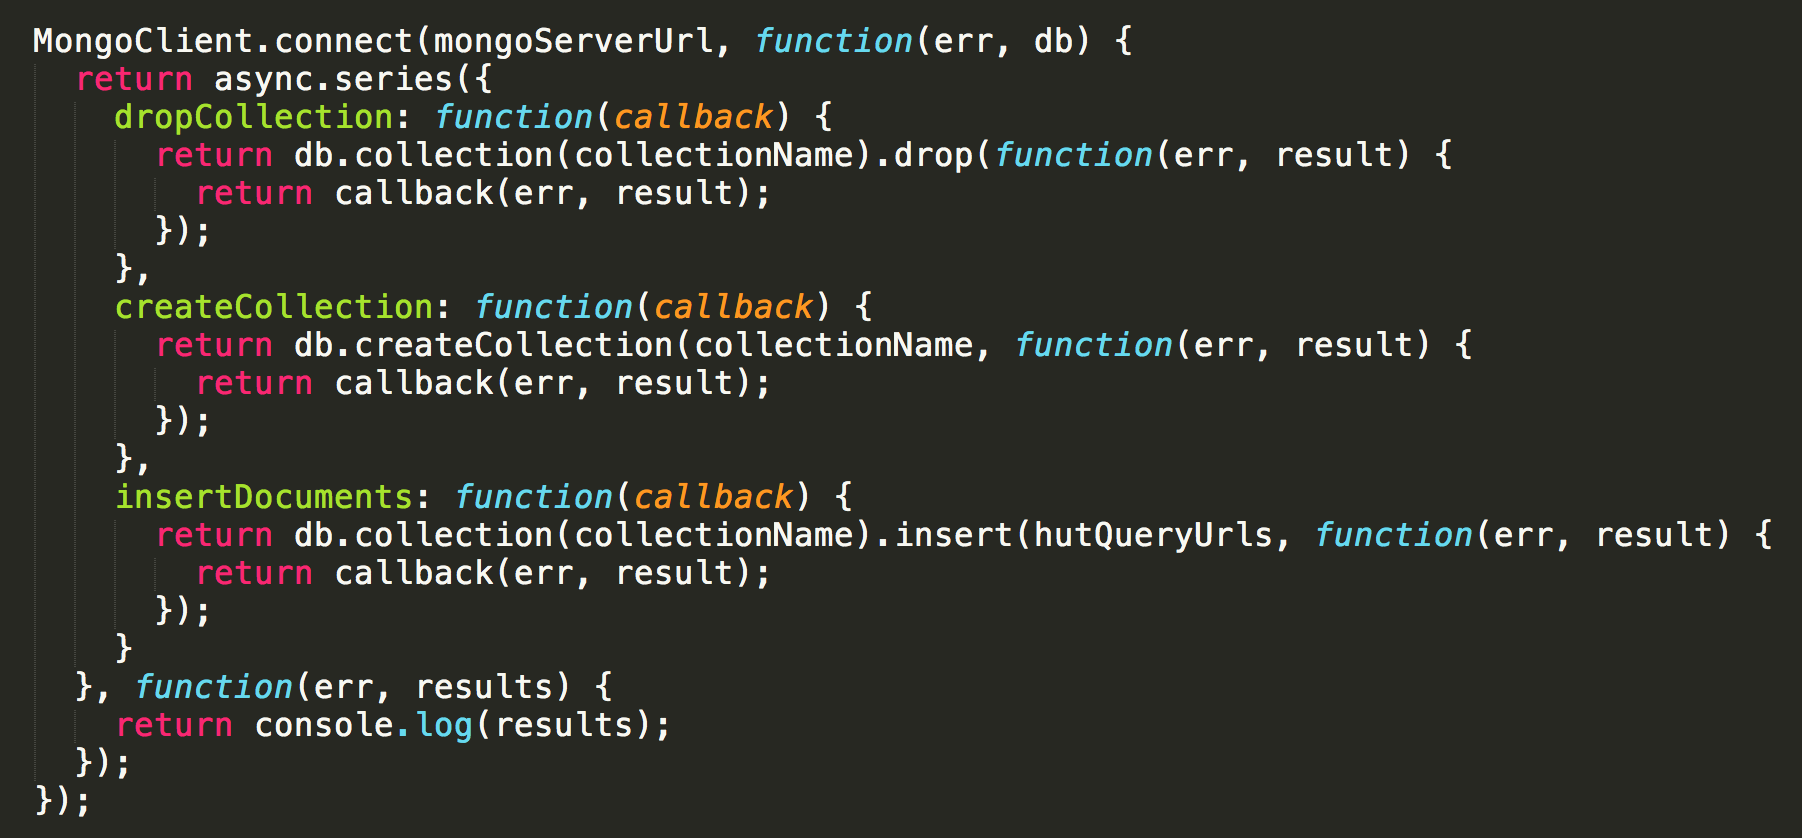 MongoClient.connect(mongoServerUrl, function(err, db) {
  return async.series({
    dropCollection: function(callback) {
      return db.collection(collectionName).drop(function(err, result) {
        return callback(err, result);
      });
    },
    createCollection: function(callback) {
      return db.createCollection(collectionName, function(err, result) {
        return callback(err, result);
      });
    },
    insertDocuments: function(callback) {
      return db.collection(collectionName).insert(hutQueryUrls, function(err, result) {
        return callback(err, result);
      });
    }
  }, function(err, results) {
    return console.log(results);
  });
});